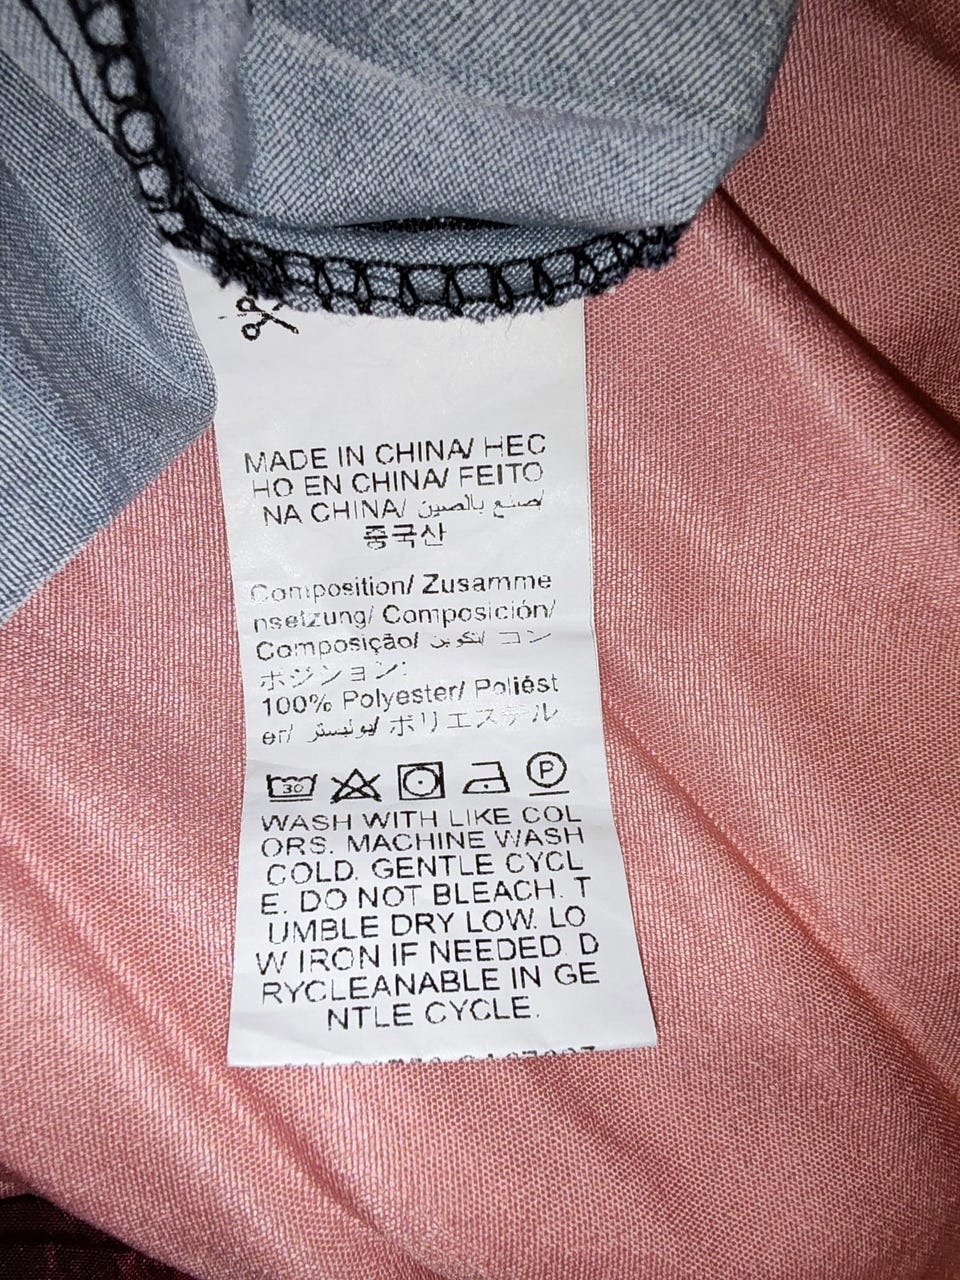 MADE IN CHINA/ HEC
HO EN CHINA/ FEITO
NA CHINA/ صنع بالصين/
중국산
Composition/ Zusamme
nsetzung/ Composición/
Composição/ تكوين/ コン
ポジション:
100% Polyester/ Poliést
er/ بوليستر/ ポリエステル
30
P
WASH WITH LIKE COL
ORS. MACHINE WASH
COLD. GENTLE CYCL
E. DO NOT BLEACH. T
UMBLE DRY LOW. LO
W IRON IF NEEDED. D
RYCLEANABLE IN GE
NTLE CYCLE.